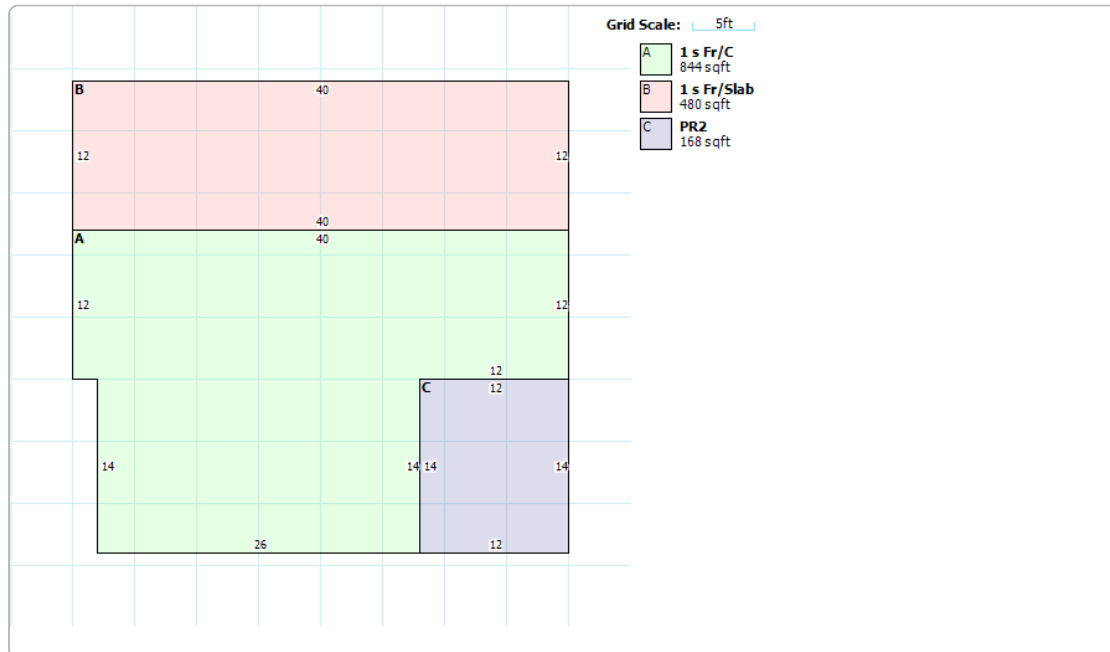 Grid Scale: 5ft
A 1 s Fr/C
844 sqft
B 1 s Fr/Slab
480 sqft
C PR2
168 sqft
B 40
12 12
40
A 40
12 12
12
C 12
14 14 14 14
26 12